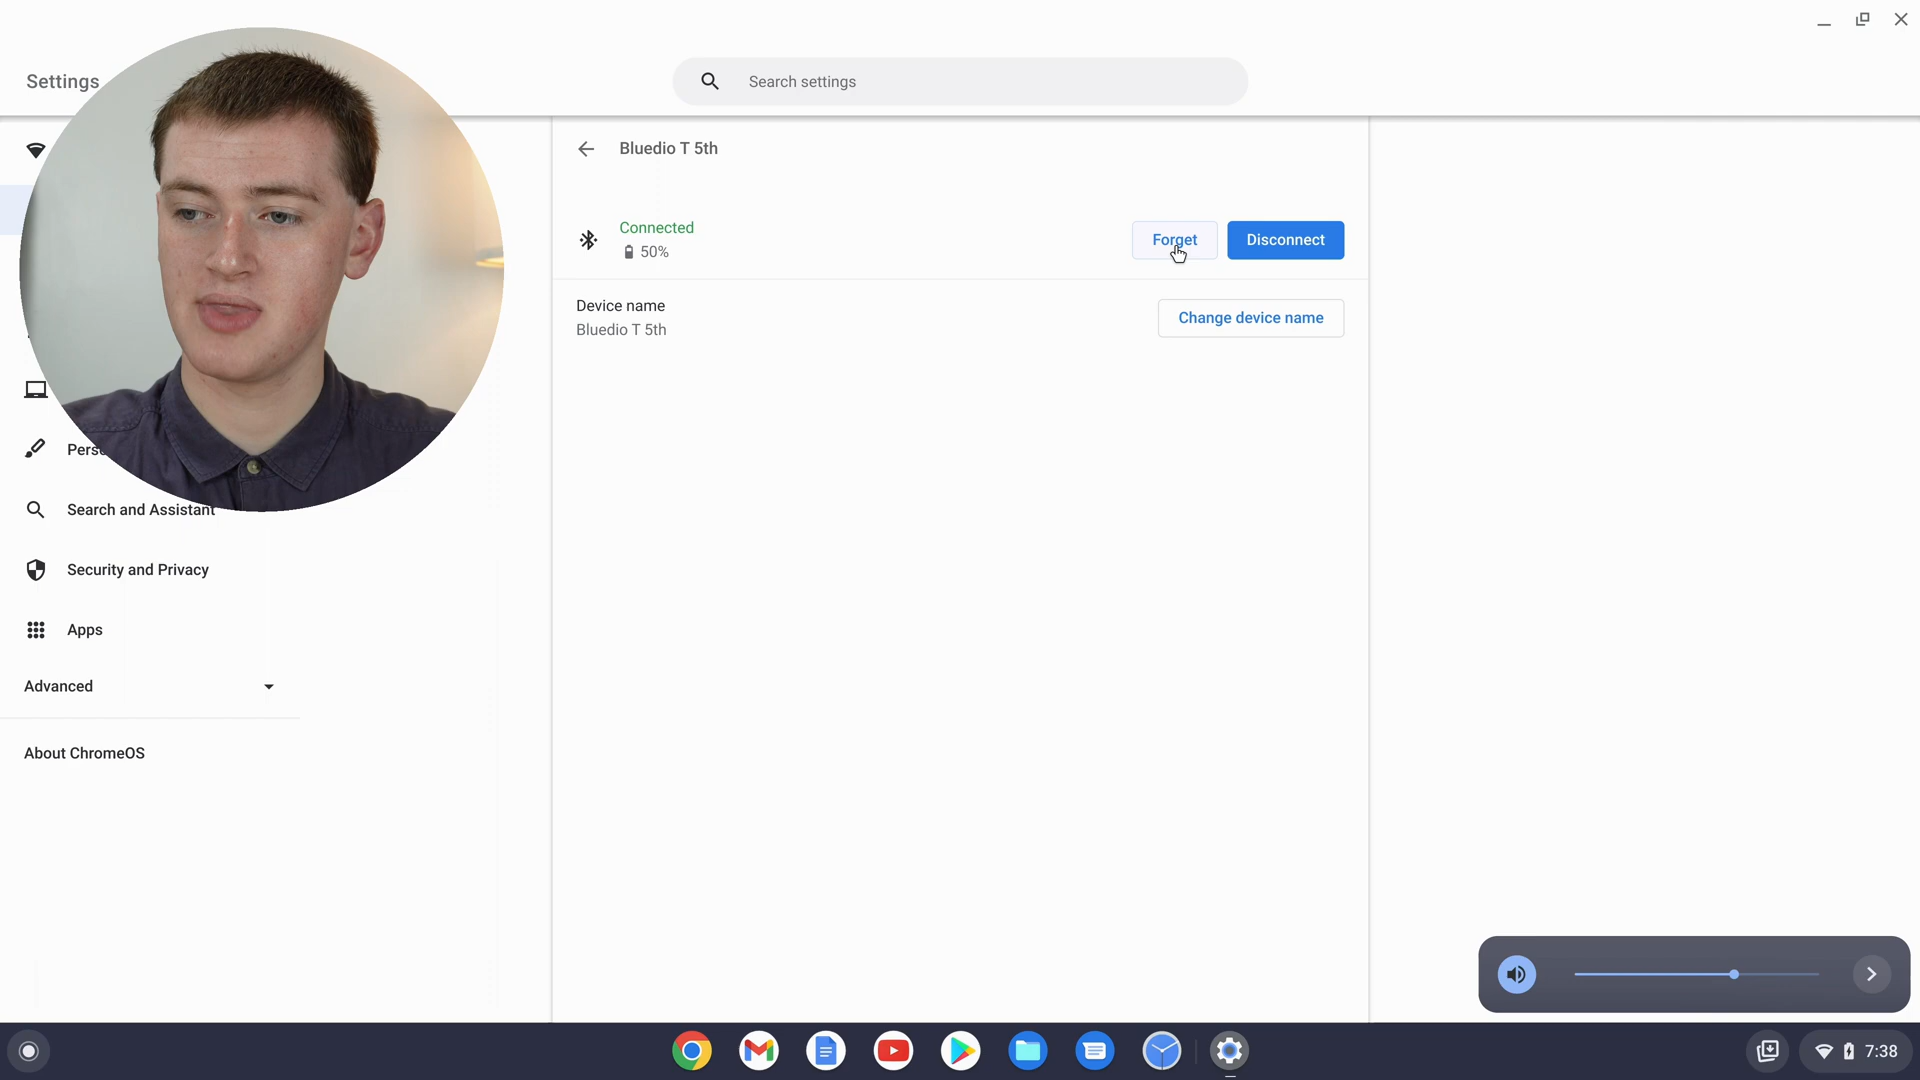 Settings
Search settings
Bluedio T 5th
Connected
50%
Forget
Disconnect
Device name
Bluedio T 5th
Change device name
Search and Assistant
Security and Privacy
Apps
Advanced
About ChromeOS
7:38